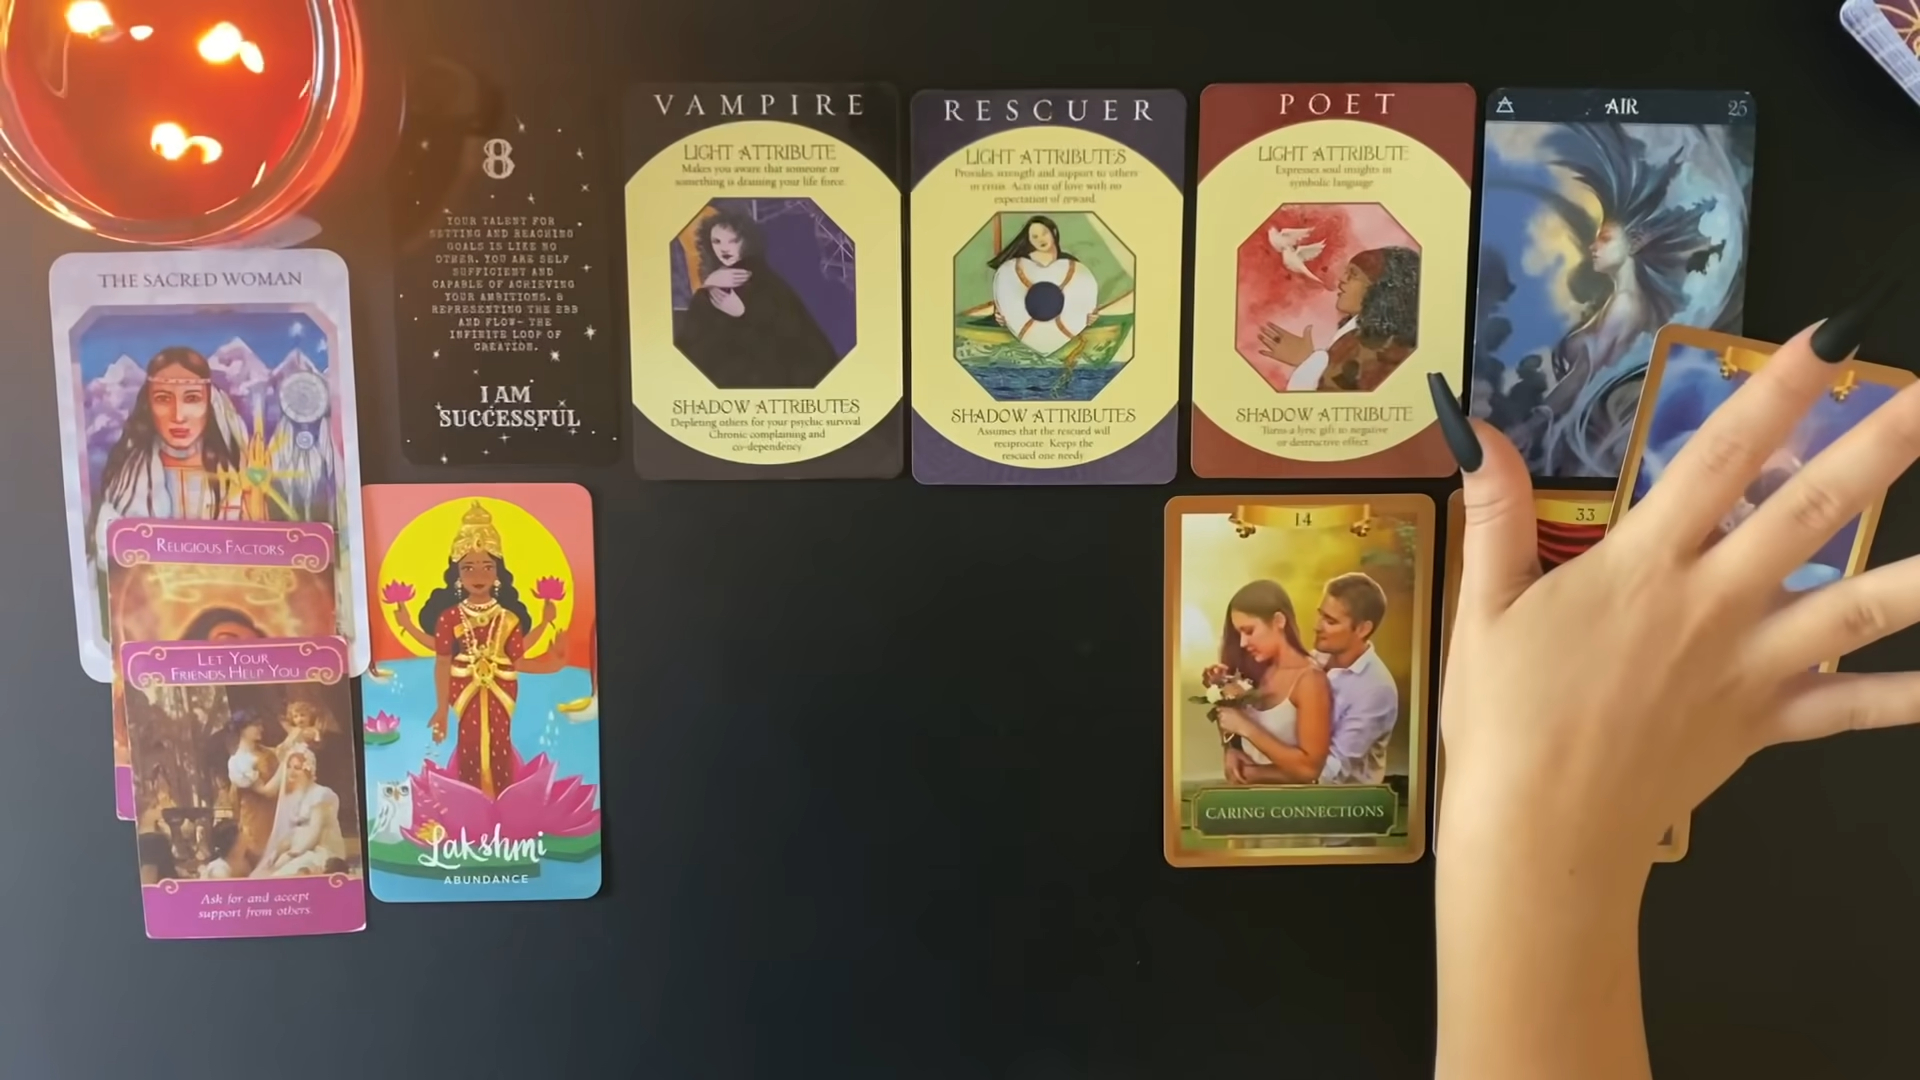 THE SACRED WOMAN
RELIGIOUS FACTORS
LET YOUR
FRIENDS HELP YOU
Ask for and accept
support from others.
8
YOUR TALENT FOR
SETTING AND REACHING
GOALS IS LIKE NO
OTHER. YOU ARE SELF
SUFFICIENT AND
CAPABLE OF ACHIEVING
YOUR AMBITIONS. 8
REPRESENTING THE EBB
AND FLOW- THE
INFINITE LOOP OF
CREATION.
I AM
SUCCESSFUL
Lakshmi
ABUNDANCE
VAMPIRE
LIGHT ATTRIBUTE
Makes you aware that someone or
something is draining your life force.
SHADOW ATTRIBUTES
Depleting others for your psychic survival
Chronic complaining and
co-dependency
RESCUER
LIGHT ATTRIBUTES
Provides strength and support to others
in crisis. Acts out of love with no
expectation of reward.
SHADOW ATTRIBUTES
Assumes that the rescued will
reciprocate. Keeps the
rescued one needy
POET
LIGHT ATTRIBUTE
Expresses soul insights in
symbolic language
SHADOW ATTRIBUTE
Turns a lyric gift to negative
or destructive effect.
AIR
25
14
CARING CONNECTIONS
33